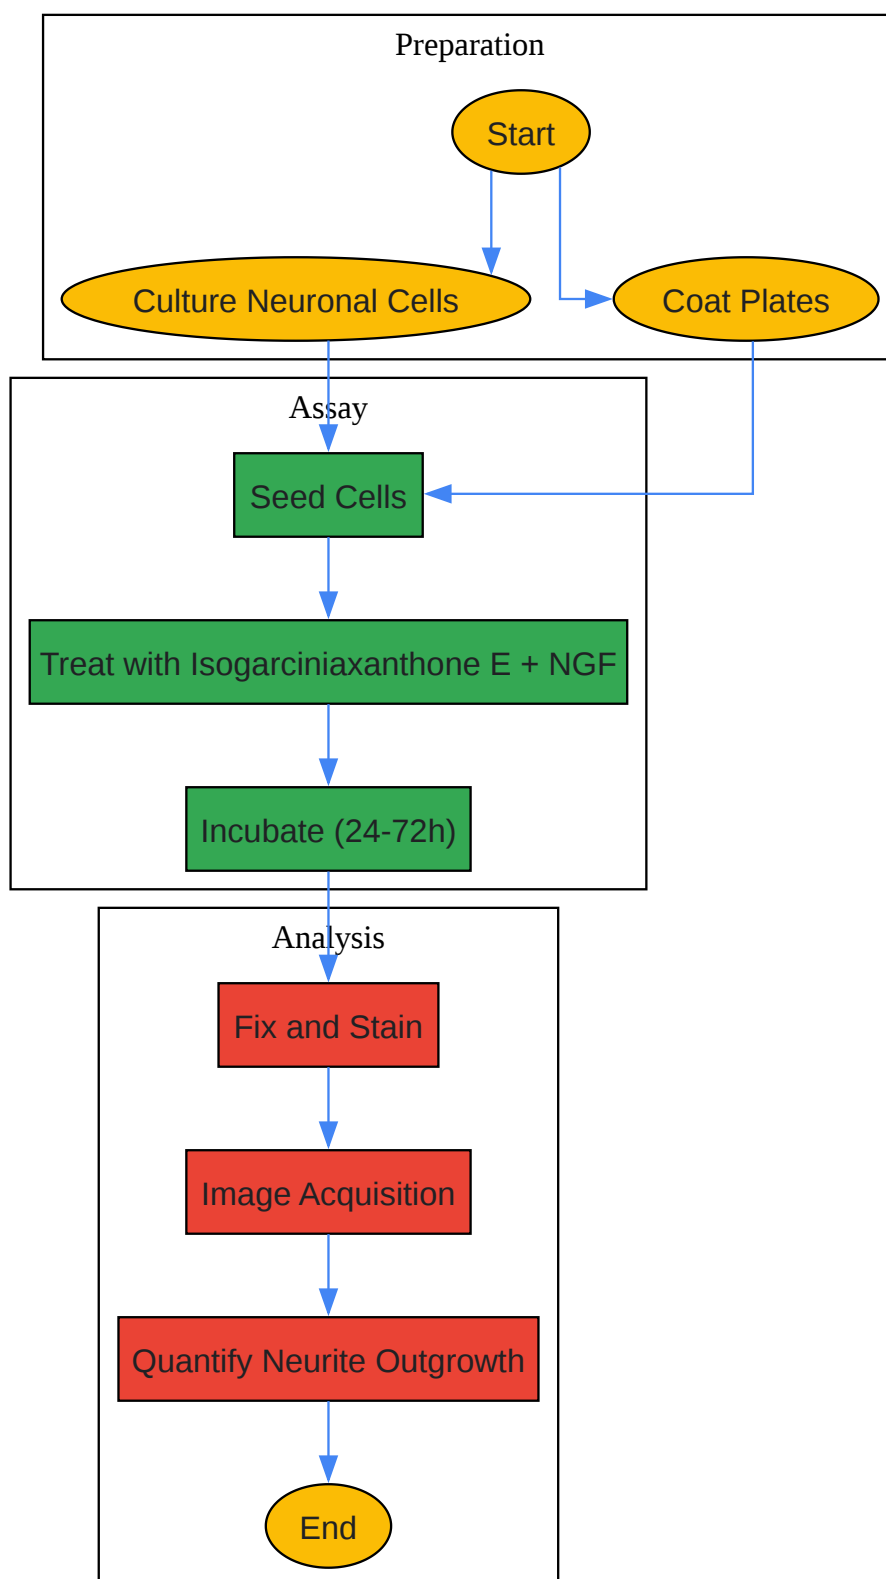 Preparation
Start
Culture Neuronal Cells
Coat Plates
Assay
Seed Cells
Treat with Isogarciniaxanthone E + NGF
Incubate (24-72h)
Analysis
Fix and Stain
Image Acquisition
Quantify Neurite Outgrowth
End